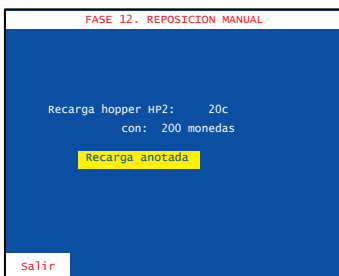 FASE 12. REPOSICION MANUAL
Recarga hopper HP2: 20c
con: 200 monedas
Recarga anotada
Salir